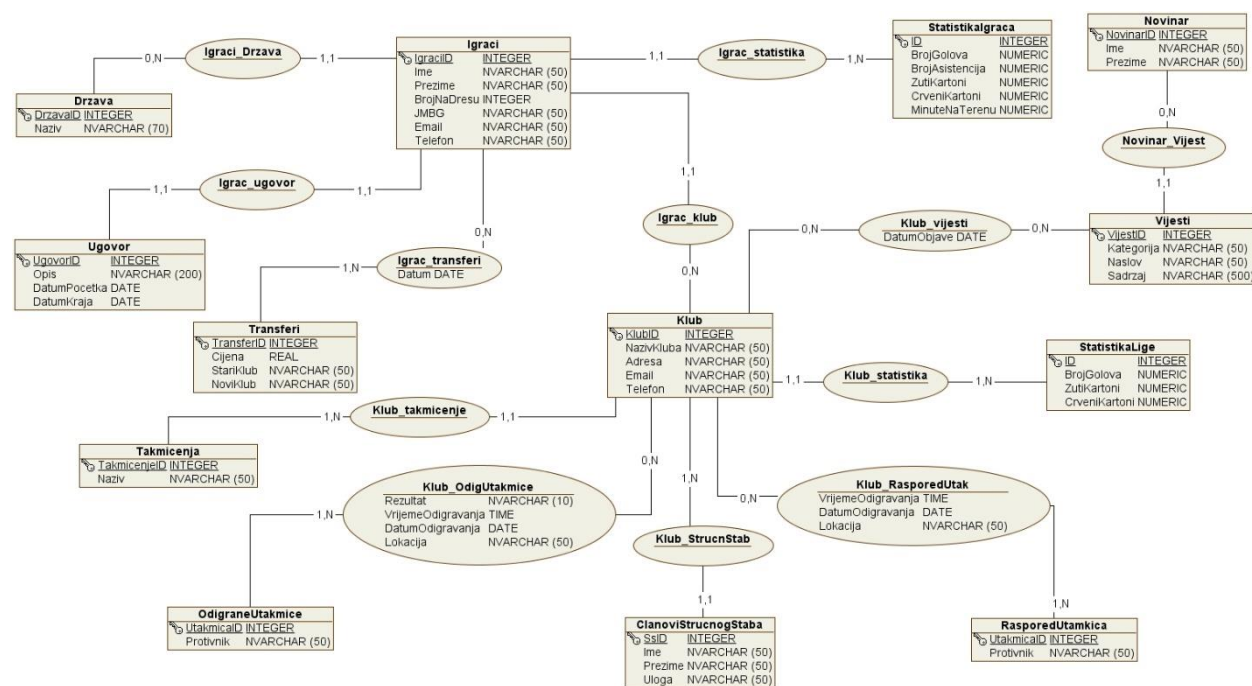 Igraci_Drzava
0,N
1,1
Drzava
DrzavaID INTEGER
Naziv NVARCHAR (70)
Igraci
IgraciID INTEGER
Ime NVARCHAR (50)
Prezime NVARCHAR (50)
BrojNaDresu INTEGER
JMBG NVARCHAR (50)
Email NVARCHAR (50)
Telefon NVARCHAR (50)
Igrac_statistika
1,1
1,N
StatistikaIgraca
ID INTEGER
BrojGolova NUMERIC
BrojAsistencija NUMERIC
ZutiKartoni NUMERIC
CrveniKartoni NUMERIC
MinuteNaTerenu NUMERIC
Novinar
NovinarID INTEGER
Ime NVARCHAR (50)
Prezime NVARCHAR (50)
0,N
Novinar_Vijest
1,1
Igrac_ugovor
1,1
1,1
Ugovor
UgovorID INTEGER
Opis NVARCHAR (200)
DatumPocetka DATE
DatumKraja DATE
0,N
Igrac_transferi
Datum DATE
1,N
Transferi
TransferID INTEGER
Cijena REAL
StariKlub NVARCHAR (50)
NoviKlub NVARCHAR (50)
1,1
Igrac_klub
0,N
Klub_vijesti
DatumObjave DATE
0,N
0,N
Vijesti
VijestID INTEGER
Kategorija NVARCHAR (50)
Naslov NVARCHAR (50)
Sadrzaj NVARCHAR (500)
Klub
KlubID INTEGER
NazivKluba NVARCHAR (50)
Adresa NVARCHAR (50)
Email NVARCHAR (50)
Telefon NVARCHAR (50)
Klub_statistika
1,1
1,N
StatistikaLige
ID INTEGER
BrojGolova NUMERIC
ZutiKartoni NUMERIC
CrveniKartoni NUMERIC
Klub_takmicenje
1,N
1,1
Takmicenja
TakmicenjeID INTEGER
Naziv NVARCHAR (50)
Klub_OdigUtakmice
Rezultat NVARCHAR (10)
VrijemeOdigravanja TIME
DatumOdigravanja DATE
Lokacija NVARCHAR (50)
0,N
1,N
OdigraneUtakmice
UtakmicaID INTEGER
Protivnik NVARCHAR (50)
1,N
Klub_StrucnStab
1,1
ClanoviStrucnogStaba
SsID INTEGER
Ime NVARCHAR (50)
Prezime NVARCHAR (50)
Uloga NVARCHAR (50)
0,N
Klub_RasporedUtak
VrijemeOdigravanja TIME
DatumOdigravanja DATE
Lokacija NVARCHAR (50)
1,N
RasporedUtamkica
UtakmicaID INTEGER
Protivnik NVARCHAR (50)